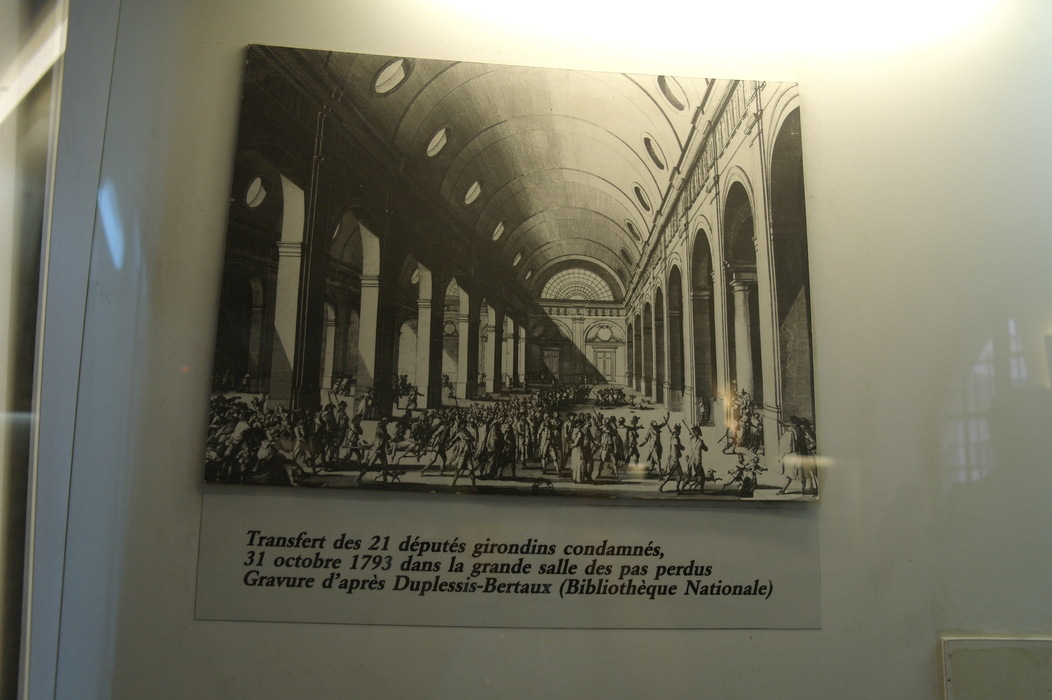 Transfert des 21 députés girondins condamnés,
31 octobre 1793 dans la grande salle des pas perdus
Gravure d'après Duplessis-Bertaux (Bibliothèque Nationale)